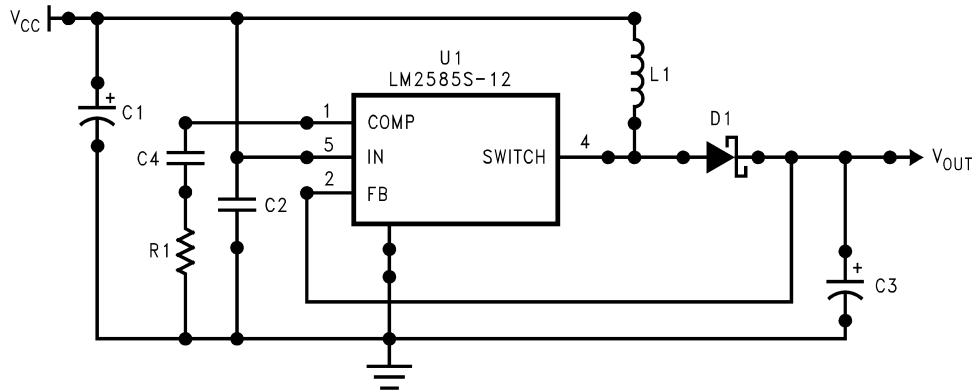 VCC
U1
LM2585S-12
L1
C1
1
COMP
D1
5
IN
SWITCH
4
VOUT
C4
2
FB
C2
R1
C3